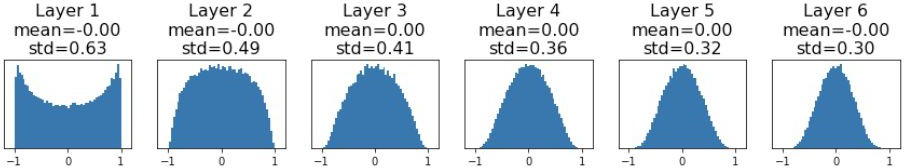 Layer 1
mean=-0.00
std=0.63
−1 0 1
Layer 2
mean=-0.00
std=0.49
−1 0 1
Layer 3
mean=0.00
std=0.41
−1 0 1
Layer 4
mean=0.00
std=0.36
−1 0 1
Layer 5
mean=0.00
std=0.32
−1 0 1
Layer 6
mean=-0.00
std=0.30
−1 0 1